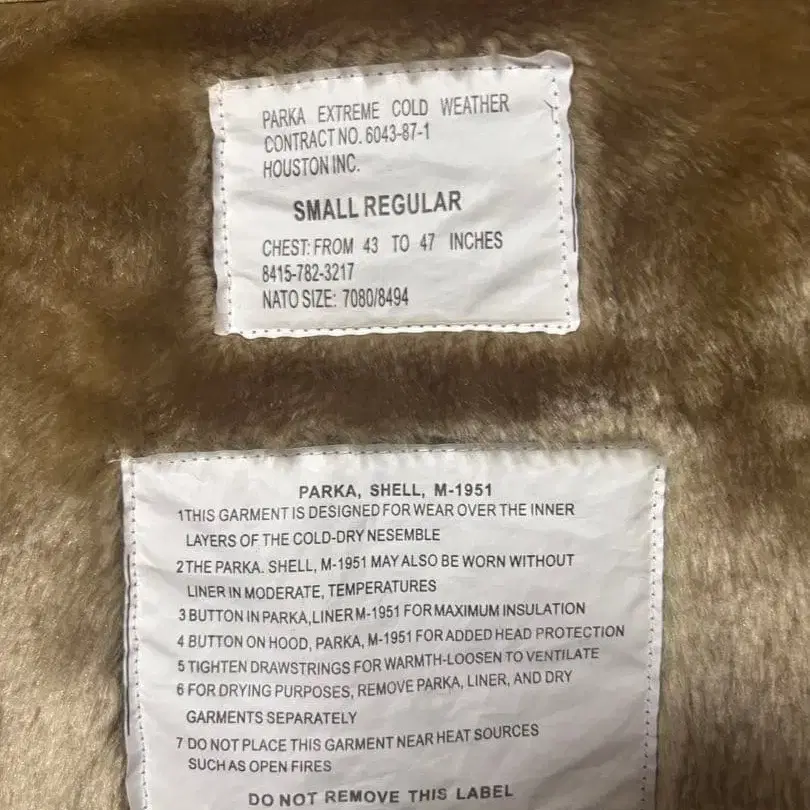 PARKA EXTREME COLD WEATHER
CONTRACT NO. 6043-87-1
HOUSTON INC.
SMALL REGULAR
CHEST: FROM 43 TO 47 INCHES
8415-782-3217
NATO SIZE: 7080/8494
PARKA, SHELL, M-1951
1THIS GARMENT IS DESIGNED FOR WEAR OVER THE INNER
LAYERS OF THE COLD-DRY NESEMBLE
2THE PARKA. SHELL, M-1951 MAY ALSO BE WORN WITHOUT
LINER IN MODERATE, TEMPERATURES
3 BUTTON IN PARKA,LINER M-1951 FOR MAXIMUM INSULATION
4 BUTTON ON HOOD, PARKA, M-1951 FOR ADDED HEAD PROTECTION
5 TIGHTEN DRAWSTRINGS FOR WARMTH-LOOSEN TO VENTILATE
6 FOR DRYING PURPOSES, REMOVE PARKA, LINER, AND DRY
GARMENTS SEPARATELY
7 DO NOT PLACE THIS GARMENT NEAR HEAT SOURCES
SUCH AS OPEN FIRES
DO NOT REMOVE THIS LABEL